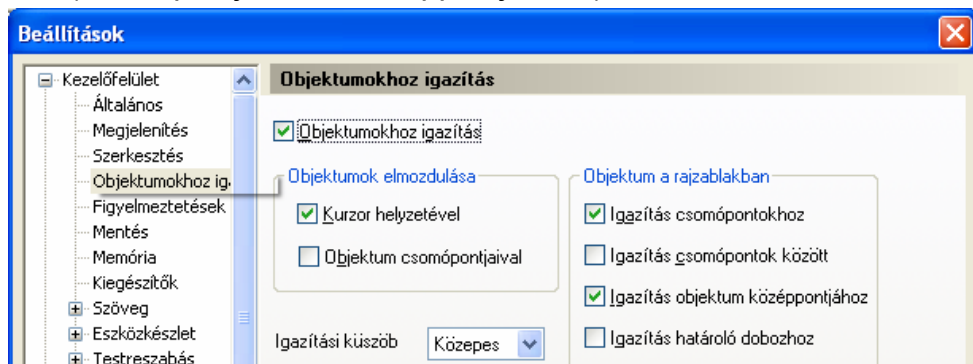 Beállítások
Kezelőfelület
Általános
Megjelenítés
Szerkesztés
Objektumokhoz ig
Figyelmeztetések
Mentés
Memória
Kiegészítők
Szöveg
Eszközkészlet
Testreszabás
Objektumokhoz igazítás
Objektumokhoz igazítás
Objektumok elmozdulása
Kurzor helyzetével
Objektum csomópontjaival
Igazítási küszöb
Közepes
Objektum a rajzablakban
Igazítás csomópontokhoz
Igazítás csomópontok között
Igazítás objektum középpontjához
Igazítás határoló dobozhoz